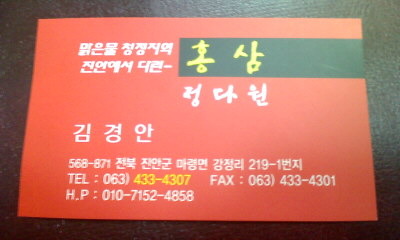 맑은물 청정지역
진안에서 다린-
홍삼
정다원
김경안
568-871 전북 진안군 마령면 강정리 219-1번지
TEL : 063) 433-4307 FAX : 063) 433-4301
H.P : 010-7152-4858